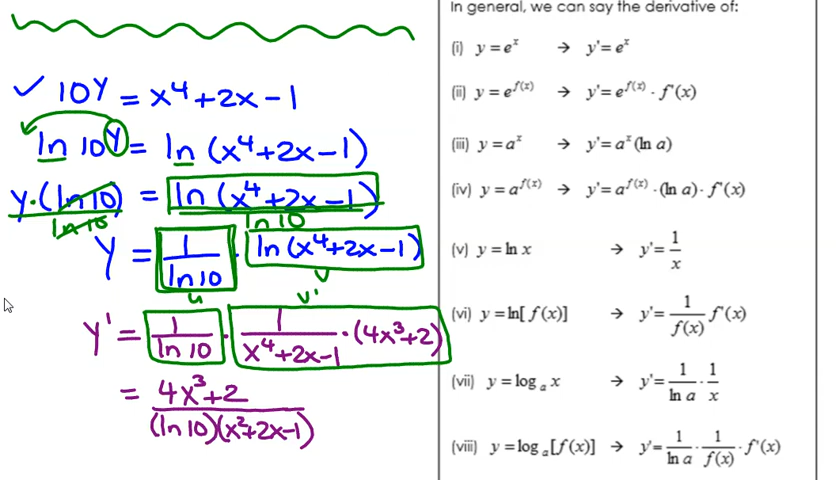 ✓ 10^y = x^4+2x-1
ln 10^y = ln (x^4+2x-1)
y·(ln 10) = ln (x^4+2x-1)
ln 10 ln 10
y = 1/ln 10 · ln (x^4+2x-1)
u v
v'
y' = 1/ln 10 · 1/(x^4+2x-1) · (4x^3+2)
= (4x^3+2)/((ln 10)(x^2+2x-1))
In general, we can say the derivative of:
(i) y = e^x → y' = e^x
(ii) y = e^f(x) → y' = e^f(x) · f'(x)
(iii) y = a^x → y' = a^x (ln a)
(iv) y = a^f(x) → y' = a^f(x) · (ln a) · f'(x)
(v) y = ln x → y' = 1/x
(vi) y = ln[f(x)] → y' = 1/f(x) f'(x)
(vii) y = log_a x → y' = 1/ln a · 1/x
(viii) y = log_a[f(x)] → y' = 1/ln a · 1/f(x) · f'(x)